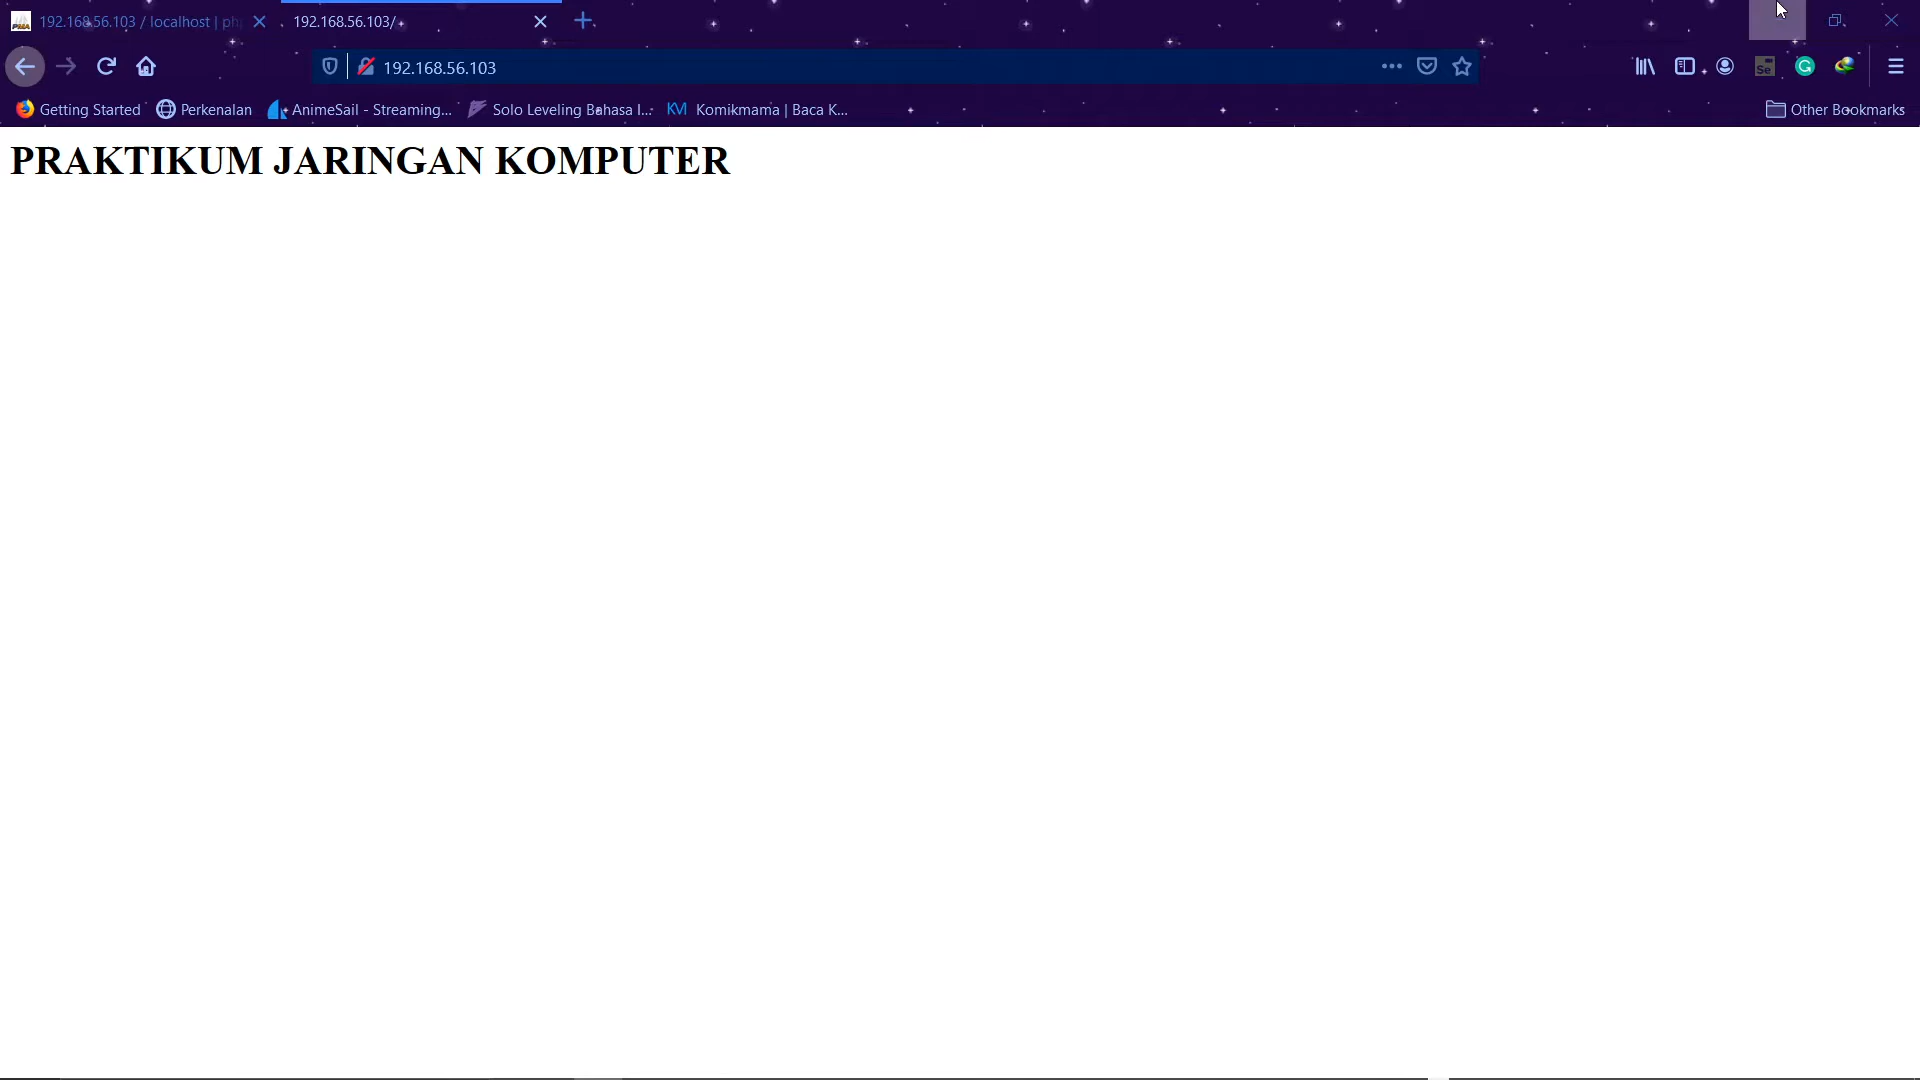 192.168.56.103 / localhost | ph
192.168.56.103/
192.168.56.103
Getting Started
Perkenalan
AnimeSail - Streaming...
Solo Leveling Bahasa I...
KM Komikmama | Baca K...
Other Bookmarks
PRAKTIKUM JARINGAN KOMPUTER